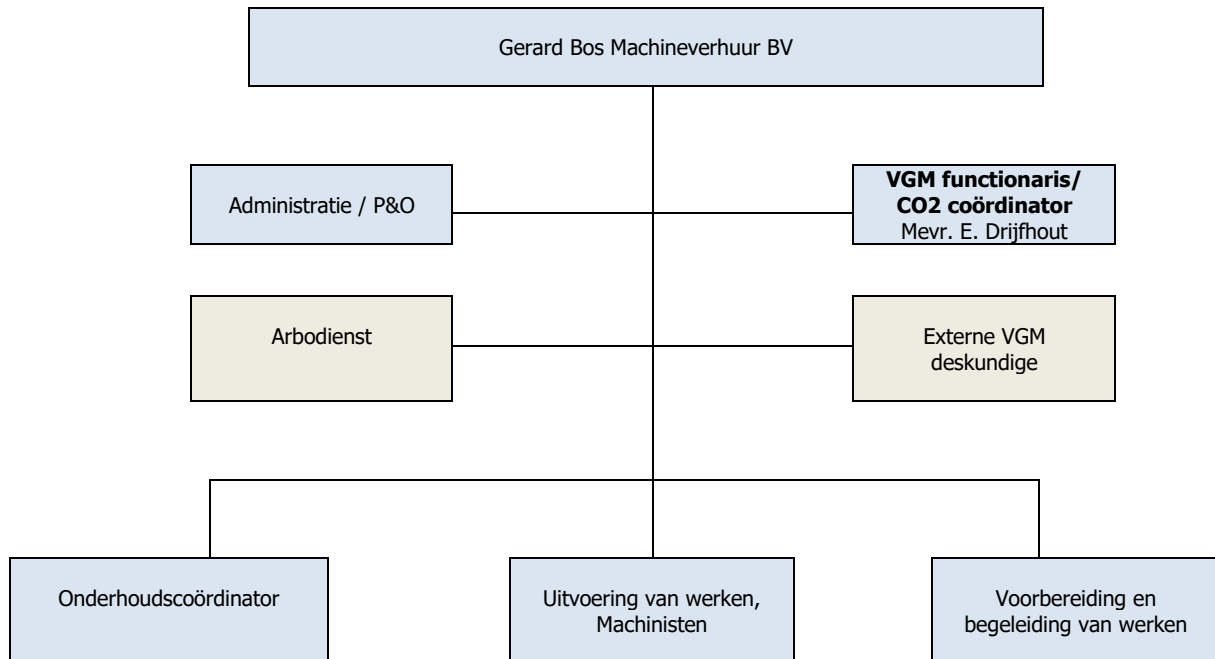 Gerard Bos Machineverhuur BV
Administratie / P&O
VGM functionaris/
CO2 coördinator
Mevr. E. Drijfhout
Arbodienst
Externe VGM
deskundige
Onderhoudscoördinator
Uitvoering van werken,
Machinisten
Voorbereiding en
begeleiding van werken